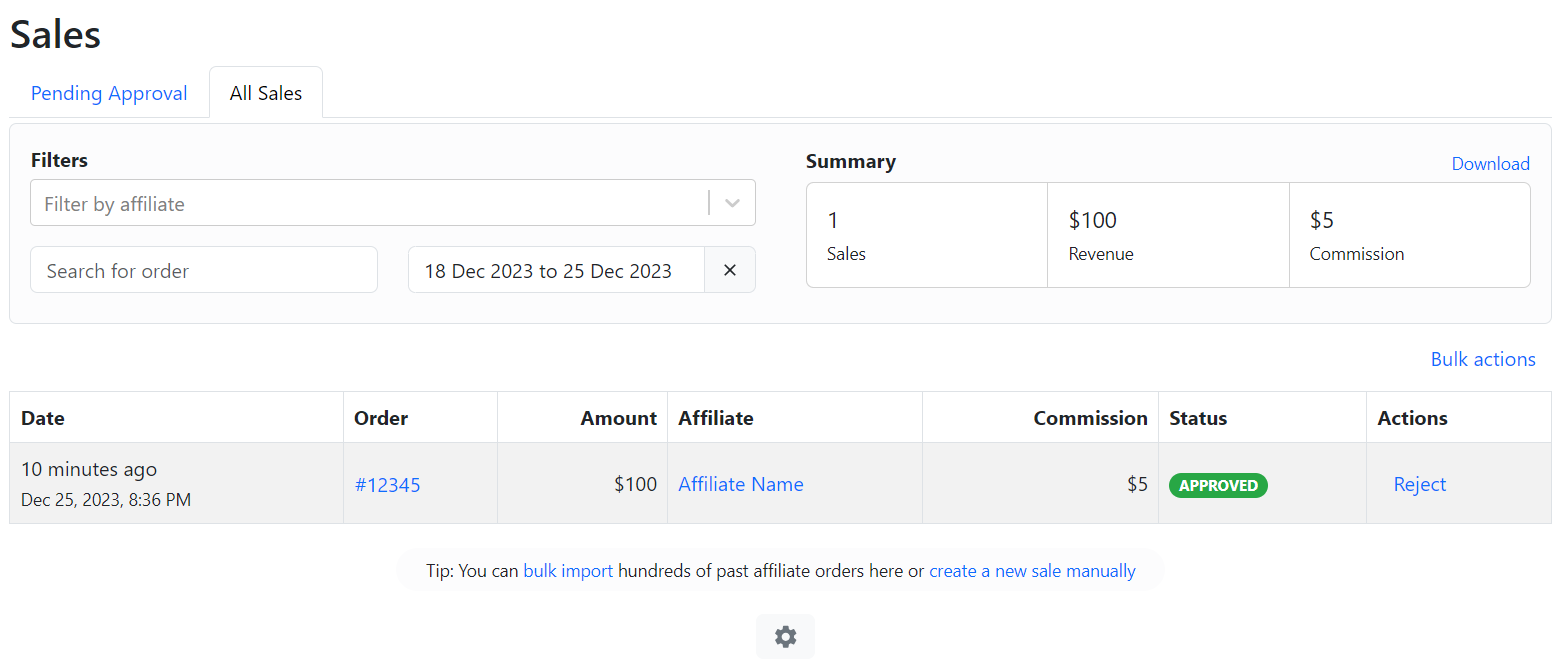 Sales
Pending Approval
All Sales
Filters
Filter by affiliate
Search for order
18 Dec 2023 to 25 Dec 2023
Summary
Download
1
Sales
$100
Revenue
$5
Commission
Bulk actions
Date Order Amount Affiliate Commission Status Actions
10 minutes ago
Dec 25, 2023, 8:36 PM
#12345 $100 Affiliate Name $5 APPROVED Reject
Tip: You can bulk import hundreds of past affiliate orders here or create a new sale manually